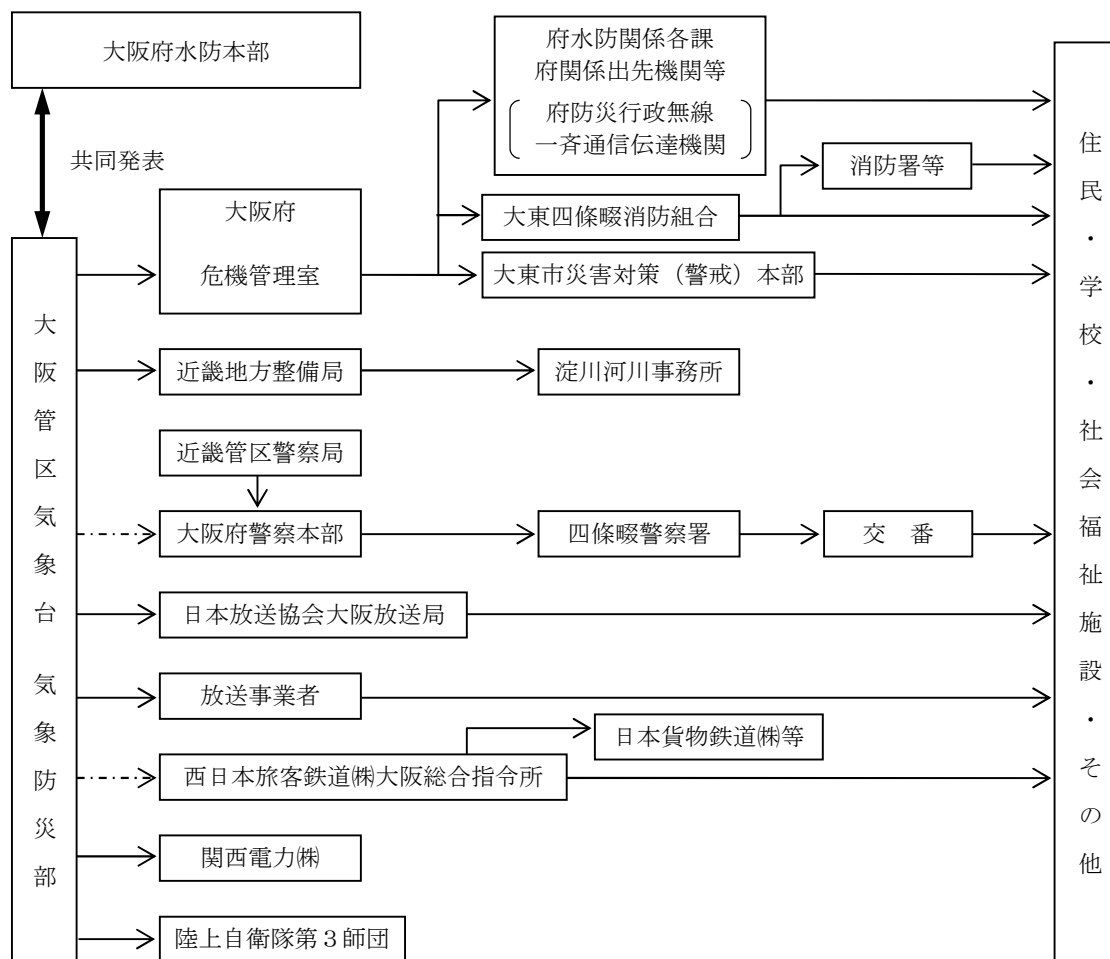 大阪府水防本部
共同発表
大阪管区気象台 気象防災部
大阪府
危機管理室
府水防関係各課
府関係出先機関等
府防災行政無線
一斉通信伝達機関
消防署等
大東四條畷消防組合
大東市災害対策（警戒）本部
近畿地方整備局
淀川河川事務所
近畿管区警察局
大阪府警察本部
四條畷警察署
交　番
日本放送協会大阪放送局
放送事業者
日本貨物鉄道㈱等
西日本旅客鉄道㈱大阪総合指令所
関西電力㈱
陸上自衛隊第３師団
住民・学校・社会福祉施設・その他